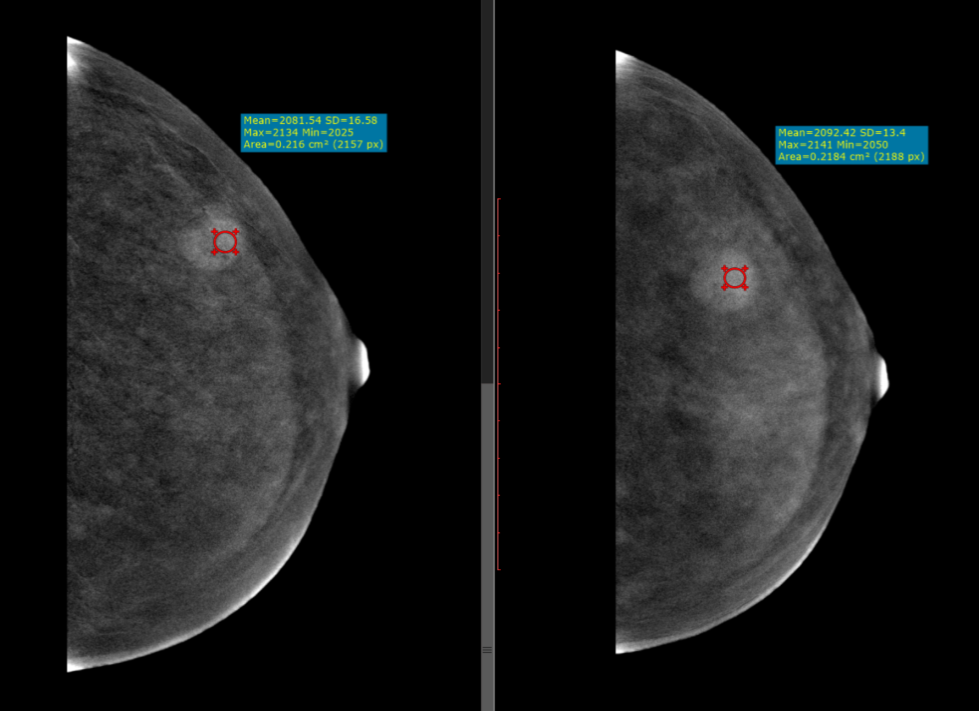 Mean=2081.54 SD=16.58
Max=2134 Min=2025
Area=0.216 cm² (2157 px)
Mean=2092.42 SD=13.4
Max=2141 Min=2050
Area=0.2184 cm² (2188 px)